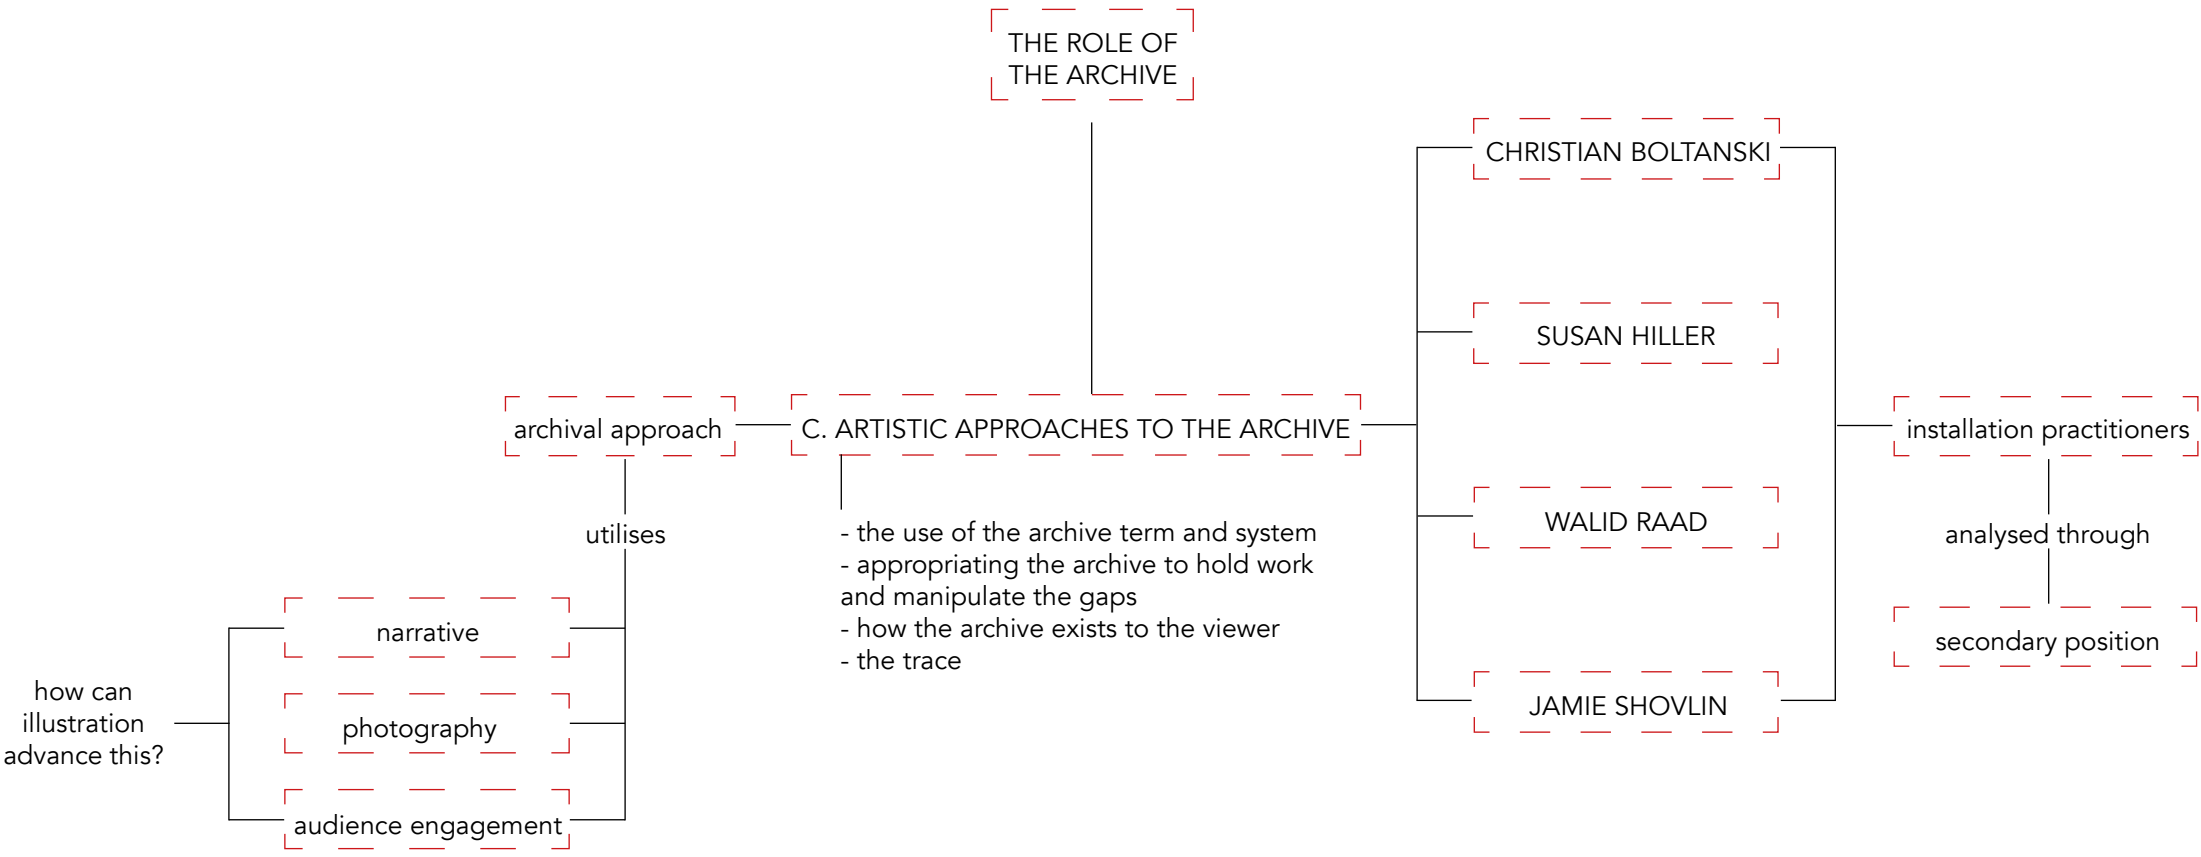 THE ROLE OF
THE ARCHIVE
CHRISTIAN BOLTANSKI
SUSAN HILLER
archival approach
C. ARTISTIC APPROACHES TO THE ARCHIVE
installation practitioners
WALID RAAD
utilises
- the use of the archive term and system
- appropriating the archive to hold work
and manipulate the gaps
- how the archive exists to the viewer
- the trace
analysed through
secondary position
narrative
photography
audience engagement
how can
illustration
advance this?
JAMIE SHOVLIN